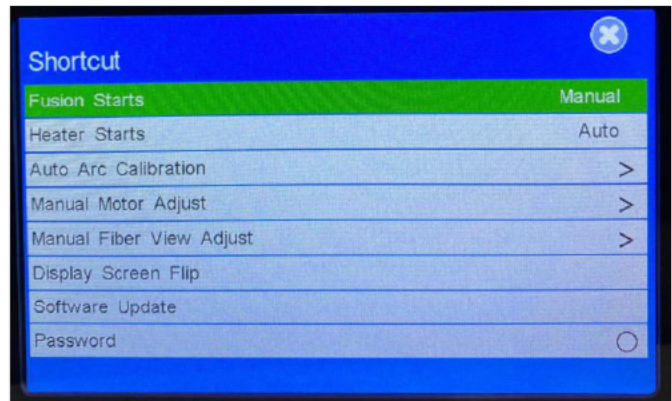 Shortcut
Fusion Starts Manual
Heater Starts Auto
Auto Arc Calibration >
Manual Motor Adjust >
Manual Fiber View Adjust >
Display Screen Flip
Software Update
Password